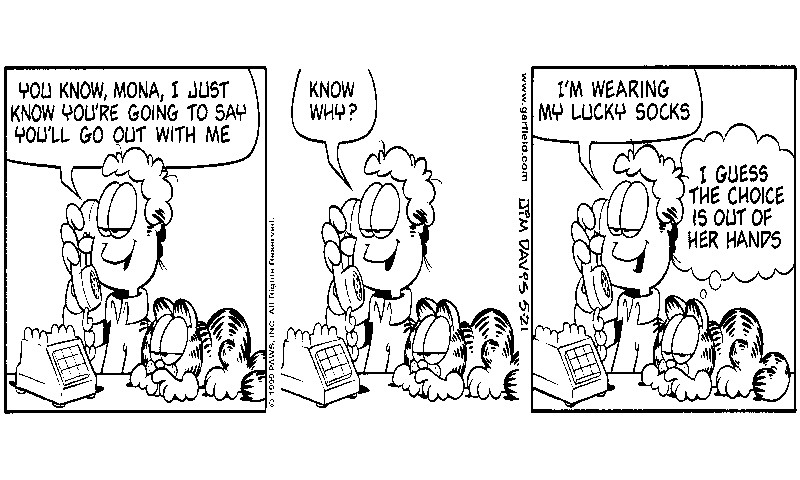 YOU KNOW, MONA, I JUST
KNOW YOU'RE GOING TO SAY
YOU'LL GO OUT WITH ME
© 1999 PAWS, INC. All Rights Reserved.
KNOW
WHY?
www.garfield.com
JIM DAVIS 5·21
I'M WEARING
MY LUCKY SOCKS
I GUESS
THE CHOICE
IS OUT OF
HER HANDS